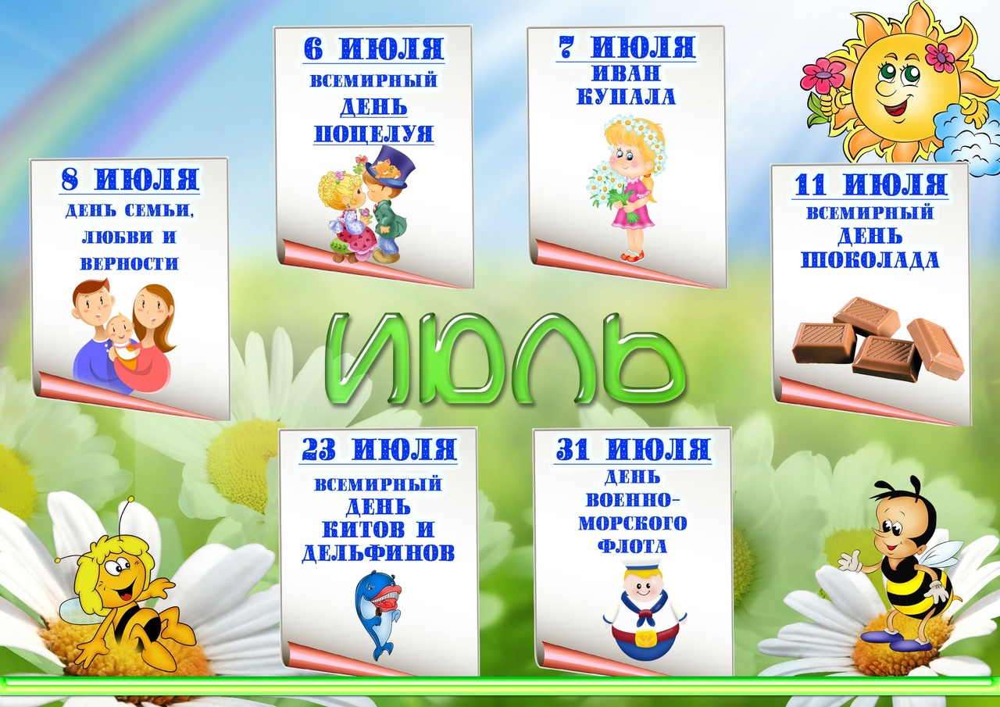 6 ИЮЛЯ
ВСЕМИРНЫЙ
ДЕНЬ
ПОЦЕЛУЯ
7 ИЮЛЯ
ИВАН
КУПАЛА
8 ИЮЛЯ
ДЕНЬ СЕМЬИ,
ЛЮБВИ И
ВЕРНОСТИ
11 ИЮЛЯ
ВСЕМИРНЫЙ
ДЕНЬ
ШОКОЛАДА
ИЮЛЬ
23 ИЮЛЯ
ВСЕМИРНЫЙ
ДЕНЬ
КИТОВ И
ДЕЛЬФИНОВ
31 ИЮЛЯ
ДЕНЬ
ВОЕННО-
МОРСКОГО
ФЛОТА